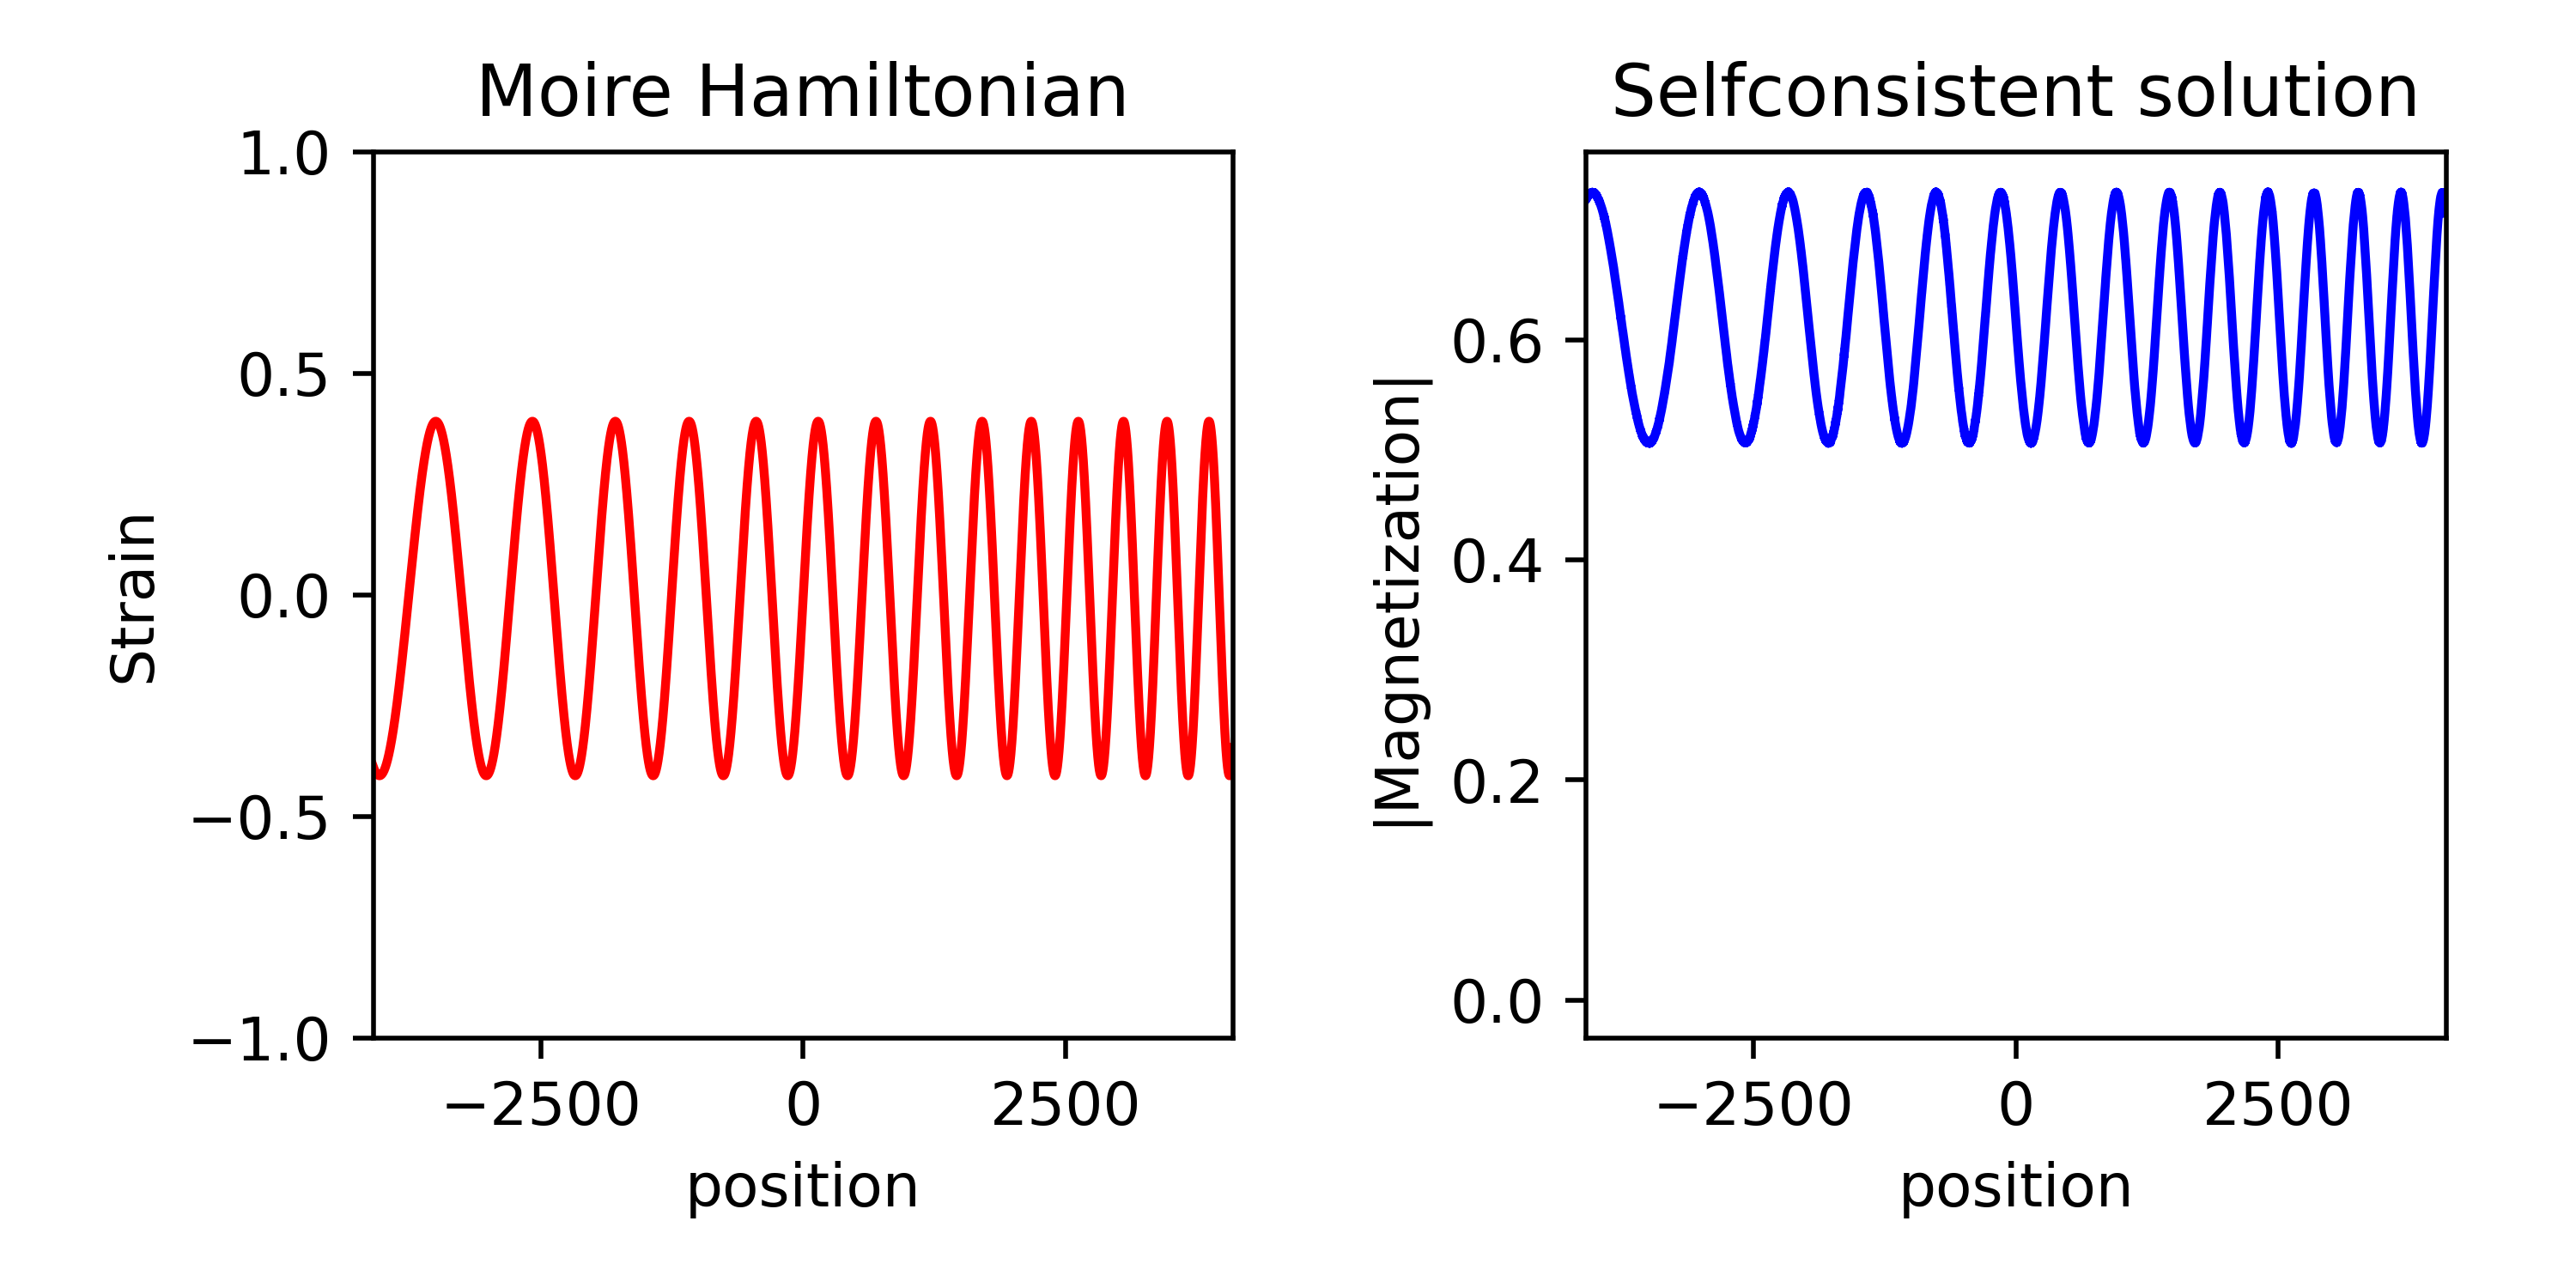 Moire Hamiltonian
1.0
0.5
0.0
−0.5
−1.0
Strain
−2500 0 2500
position
Selfconsistent solution
0.6
0.4
0.2
0.0
|Magnetization|
−2500 0 2500
position